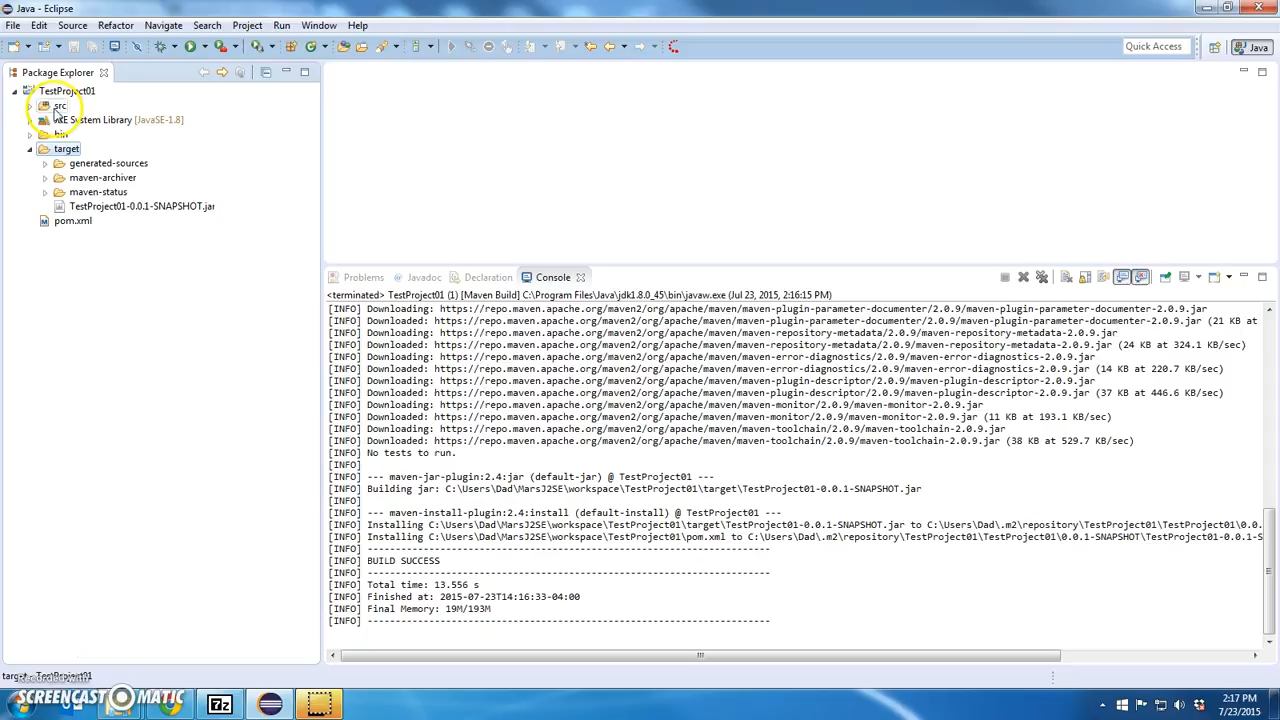 Java - Eclipse
File Edit Source Refactor Navigate Search Project Run Window Help
Quick Access
Java
Package Explorer
TestProject01
src
JRE System Library [JavaSE-1.8]
bin
target
generated-sources
maven-archiver
maven-status
TestProject01-0.0.1-SNAPSHOT.jar
pom.xml
Problems Javadoc Declaration Console
<terminated> TestProject01 (1) [Maven Build] C:\Program Files\Java\jdk1.8.0_45\bin\javaw.exe (Jul 23, 2015, 2:16:15 PM)
[INFO] Downloading: https://repo.maven.apache.org/maven2/org/apache/maven/maven-plugin-parameter-documenter/2.0.9/maven-plugin-parameter-documenter-2.0.9.jar
[INFO] Downloaded: https://repo.maven.apache.org/maven2/org/apache/maven/maven-plugin-parameter-documenter/2.0.9/maven-plugin-parameter-documenter-2.0.9.jar (21 KB at
[INFO] Downloading: https://repo.maven.apache.org/maven2/org/apache/maven/maven-repository-metadata/2.0.9/maven-repository-metadata-2.0.9.jar
[INFO] Downloaded: https://repo.maven.apache.org/maven2/org/apache/maven/maven-repository-metadata/2.0.9/maven-repository-metadata-2.0.9.jar (24 KB at 324.1 KB/sec)
[INFO] Downloading: https://repo.maven.apache.org/maven2/org/apache/maven/maven-error-diagnostics/2.0.9/maven-error-diagnostics-2.0.9.jar
[INFO] Downloaded: https://repo.maven.apache.org/maven2/org/apache/maven/maven-error-diagnostics/2.0.9/maven-error-diagnostics-2.0.9.jar (14 KB at 220.7 KB/sec)
[INFO] Downloading: https://repo.maven.apache.org/maven2/org/apache/maven/maven-plugin-descriptor/2.0.9/maven-plugin-descriptor-2.0.9.jar
[INFO] Downloaded: https://repo.maven.apache.org/maven2/org/apache/maven/maven-plugin-descriptor/2.0.9/maven-plugin-descriptor-2.0.9.jar (37 KB at 446.6 KB/sec)
[INFO] Downloading: https://repo.maven.apache.org/maven2/org/apache/maven/maven-monitor/2.0.9/maven-monitor-2.0.9.jar
[INFO] Downloaded: https://repo.maven.apache.org/maven2/org/apache/maven/maven-monitor/2.0.9/maven-monitor-2.0.9.jar (11 KB at 193.1 KB/sec)
[INFO] Downloading: https://repo.maven.apache.org/maven2/org/apache/maven/maven-toolchain/2.0.9/maven-toolchain-2.0.9.jar
[INFO] Downloaded: https://repo.maven.apache.org/maven2/org/apache/maven/maven-toolchain/2.0.9/maven-toolchain-2.0.9.jar (38 KB at 529.7 KB/sec)
[INFO] No tests to run.
[INFO]
[INFO] --- maven-jar-plugin:2.4:jar (default-jar) @ TestProject01 ---
[INFO] Building jar: C:\Users\Dad\MarsJ2SE\workspace\TestProject01\target\TestProject01-0.0.1-SNAPSHOT.jar
[INFO]
[INFO] --- maven-install-plugin:2.4:install (default-install) @ TestProject01 ---
[INFO] Installing C:\Users\Dad\MarsJ2SE\workspace\TestProject01\target\TestProject01-0.0.1-SNAPSHOT.jar to C:\Users\Dad\.m2\repository\TestProject01\TestProject01\0.0.
[INFO] Installing C:\Users\Dad\MarsJ2SE\workspace\TestProject01\pom.xml to C:\Users\Dad\.m2\repository\TestProject01\TestProject01\0.0.1-SNAPSHOT\TestProject01-0.0.1-S
[INFO] ------------------------------------------------------------------------
[INFO] BUILD SUCCESS
[INFO] ------------------------------------------------------------------------
[INFO] Total time: 13.556 s
[INFO] Finished at: 2015-07-23T14:16:33-04:00
[INFO] Final Memory: 19M/193M
[INFO] ------------------------------------------------------------------------
target - TestProject01
SCREENCAST MATIC
7z
2:17 PM
7/23/2015